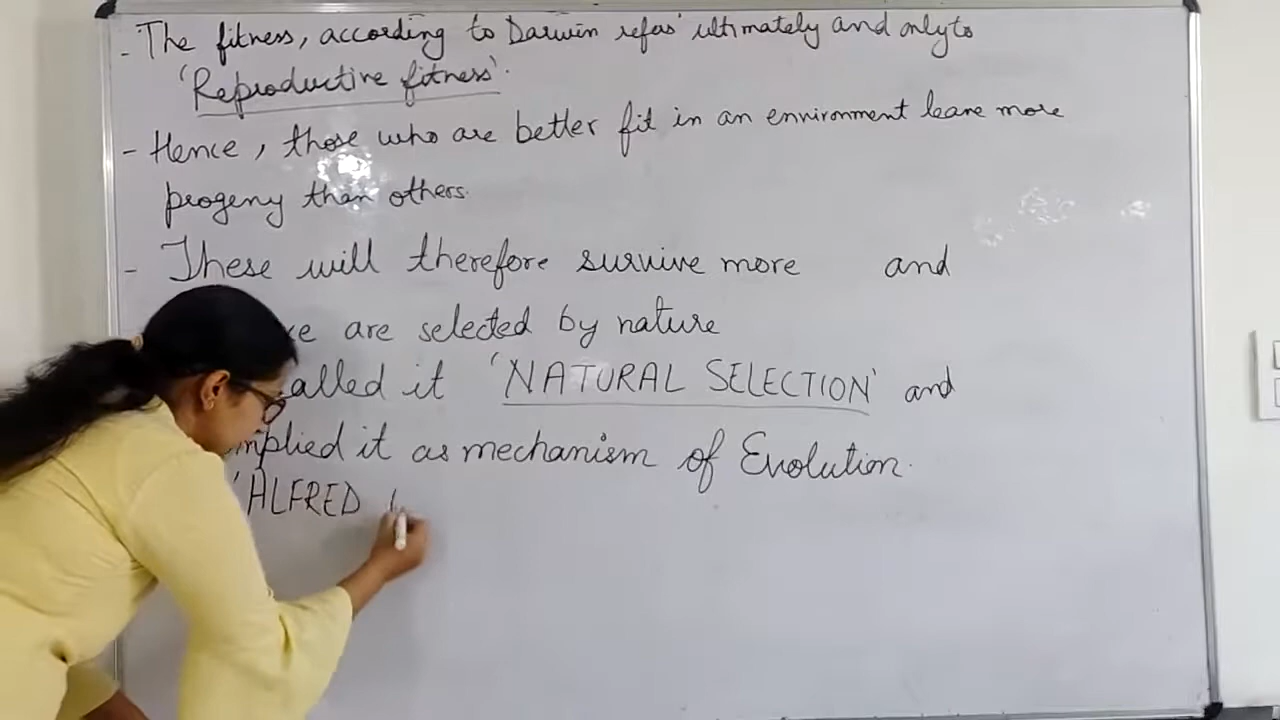 - The fitness, according to Darwin refers ultimately and only to
'Reproductive fitness'.
- Hence, those who are better fit in an environment leave more
progeny than others.
- These will therefore survive more and
are selected by nature
called it 'NATURAL SELECTION' and
implied it as mechanism of Evolution.
'ALFRED